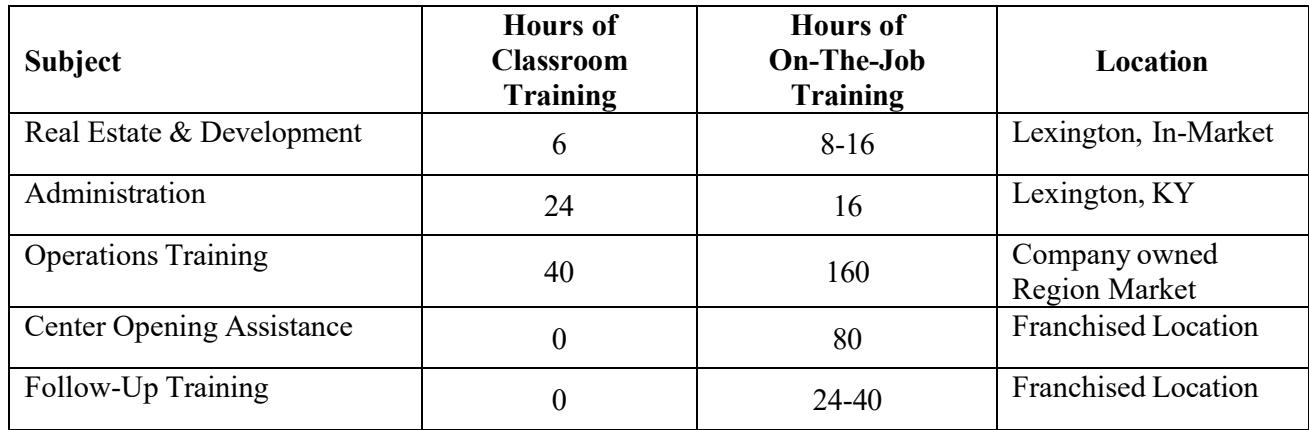 Subject Hours of Classroom Training Hours of On-The-Job Training Location
Real Estate & Development 6 8-16 Lexington, In-Market
Administration 24 16 Lexington, KY
Operations Training 40 160 Company owned Region Market
Center Opening Assistance 0 80 Franchised Location
Follow-Up Training 0 24-40 Franchised Location